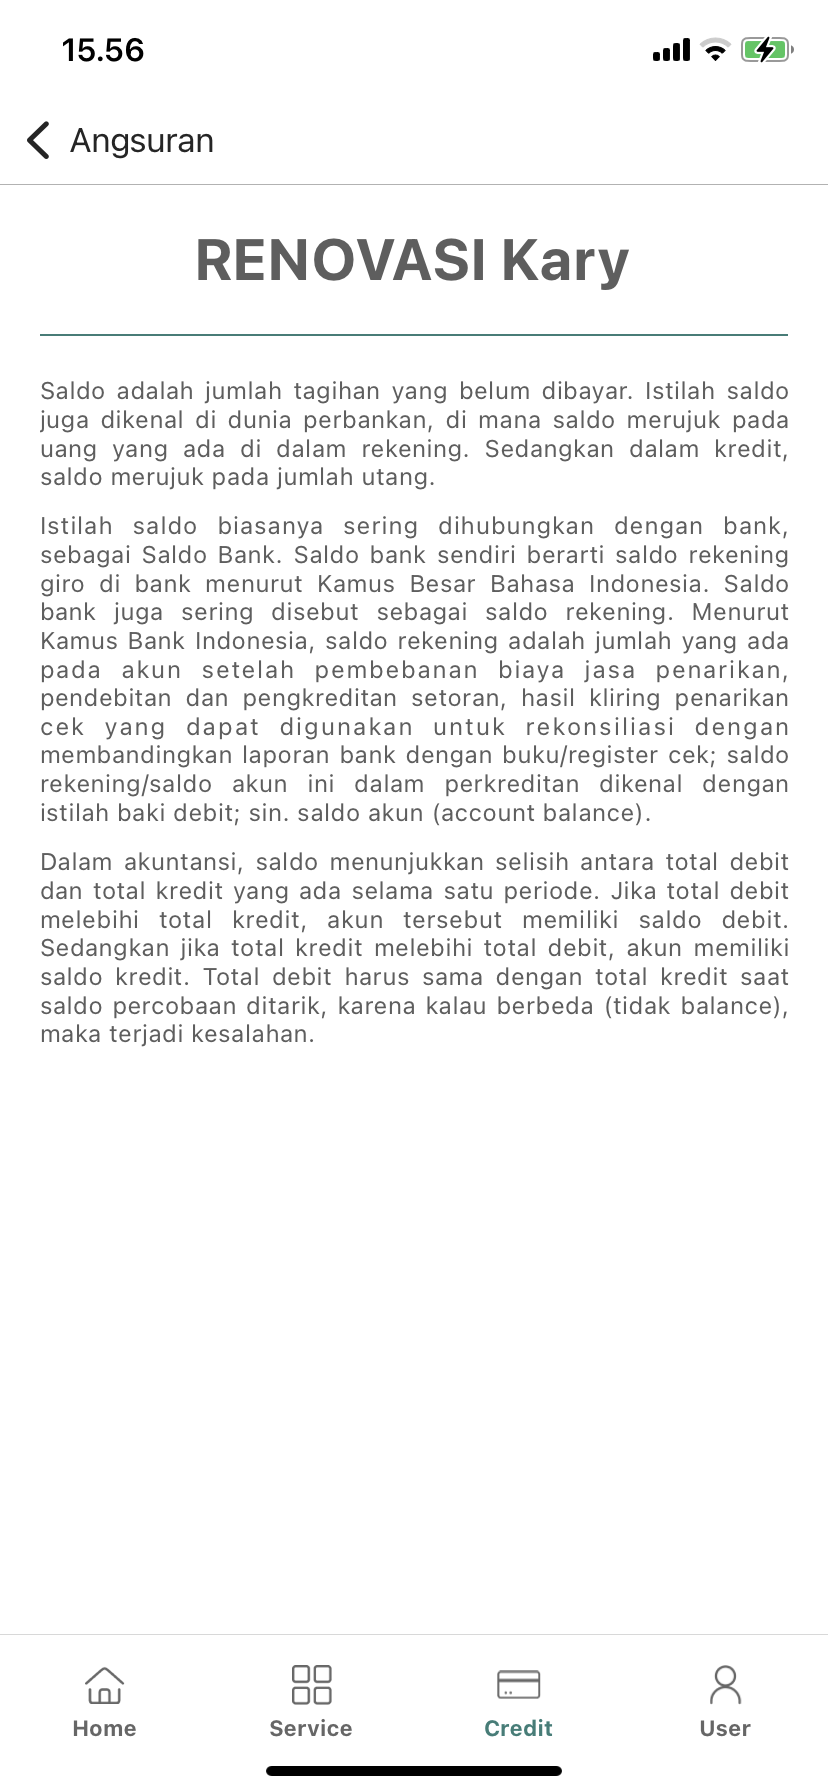 15.56
Angsuran
RENOVASI Kary
Saldo adalah jumlah tagihan yang belum dibayar. Istilah saldo
juga dikenal di dunia perbankan, di mana saldo merujuk pada
uang yang ada di dalam rekening. Sedangkan dalam kredit,
saldo merujuk pada jumlah utang.
Istilah saldo biasanya sering dihubungkan dengan bank,
sebagai Saldo Bank. Saldo bank sendiri berarti saldo rekening
giro di bank menurut Kamus Besar Bahasa Indonesia. Saldo
bank juga sering disebut sebagai saldo rekening. Menurut
Kamus Bank Indonesia, saldo rekening adalah jumlah yang ada
pada akun setelah pembebanan biaya jasa penarikan,
pendebitan dan pengkreditan setoran, hasil kliring penarikan
cek yang dapat digunakan untuk rekonsiliasi dengan
membandingkan laporan bank dengan buku/register cek; saldo
rekening/saldo akun ini dalam perkreditan dikenal dengan
istilah baki debit; sin. saldo akun (account balance).
Dalam akuntansi, saldo menunjukkan selisih antara total debit
dan total kredit yang ada selama satu periode. Jika total debit
melebihi total kredit, akun tersebut memiliki saldo debit.
Sedangkan jika total kredit melebihi total debit, akun memiliki
saldo kredit. Total debit harus sama dengan total kredit saat
saldo percobaan ditarik, karena kalau berbeda (tidak balance),
maka terjadi kesalahan.
Home Service Credit User